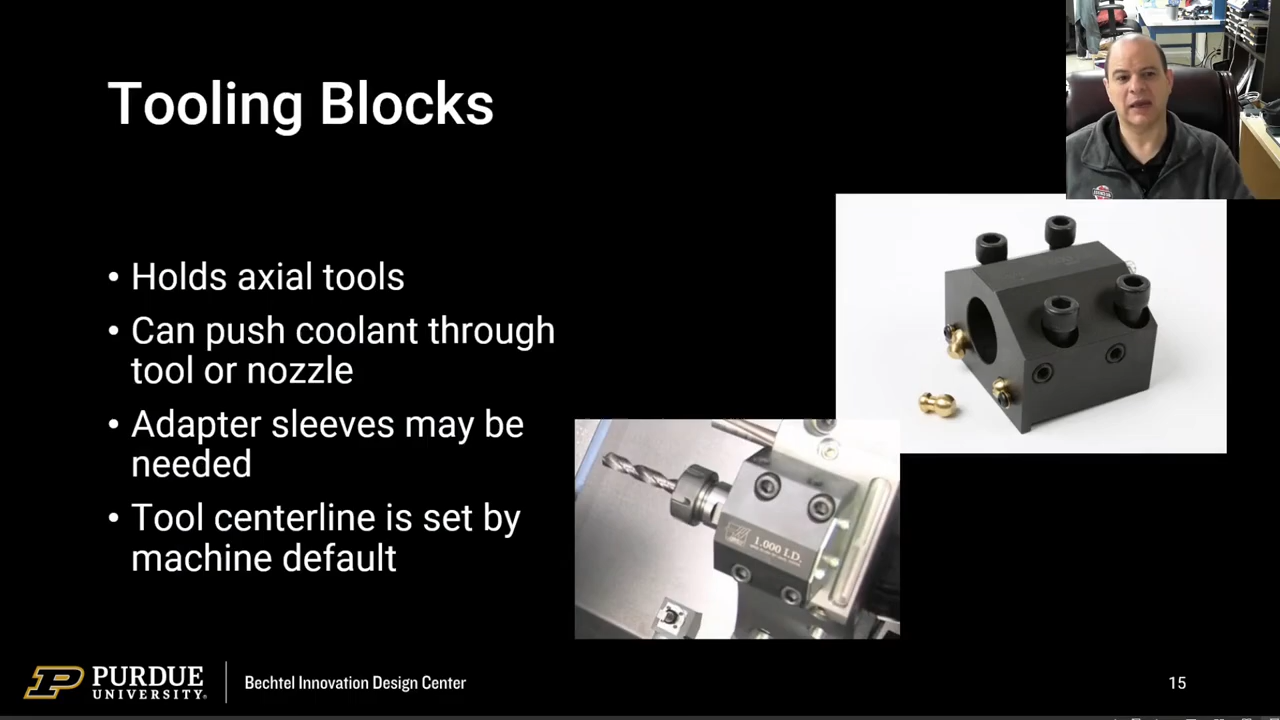 Tooling Blocks
• Holds axial tools
• Can push coolant through
tool or nozzle
• Adapter sleeves may be
needed
• Tool centerline is set by
machine default
1.000 I.D.
PURDUE
UNIVERSITY®
Bechtel Innovation Design Center
15